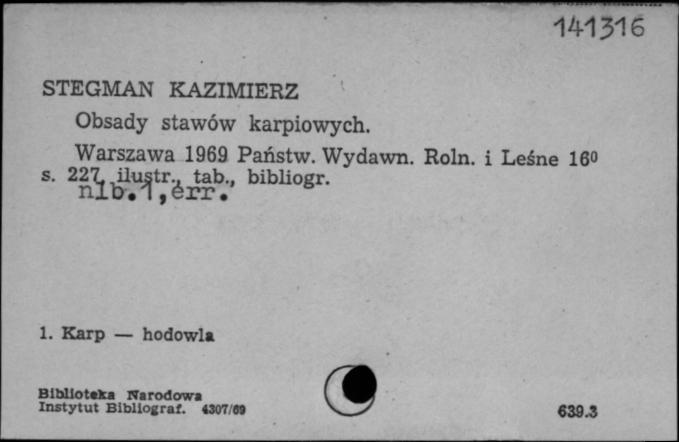 141316
STEGMAN KAZIMIERZ
Obsady stawów karpiowych.
Warszawa 1969 Państw. Wydawn. Roln. i Leśne 16⁰
s. 227, ilustr., tab., bibliogr.
nlb.1,err.
1. Karp — hodowla
Biblioteka Narodowa
Instytut Bibliograf. 4307/69
639.3